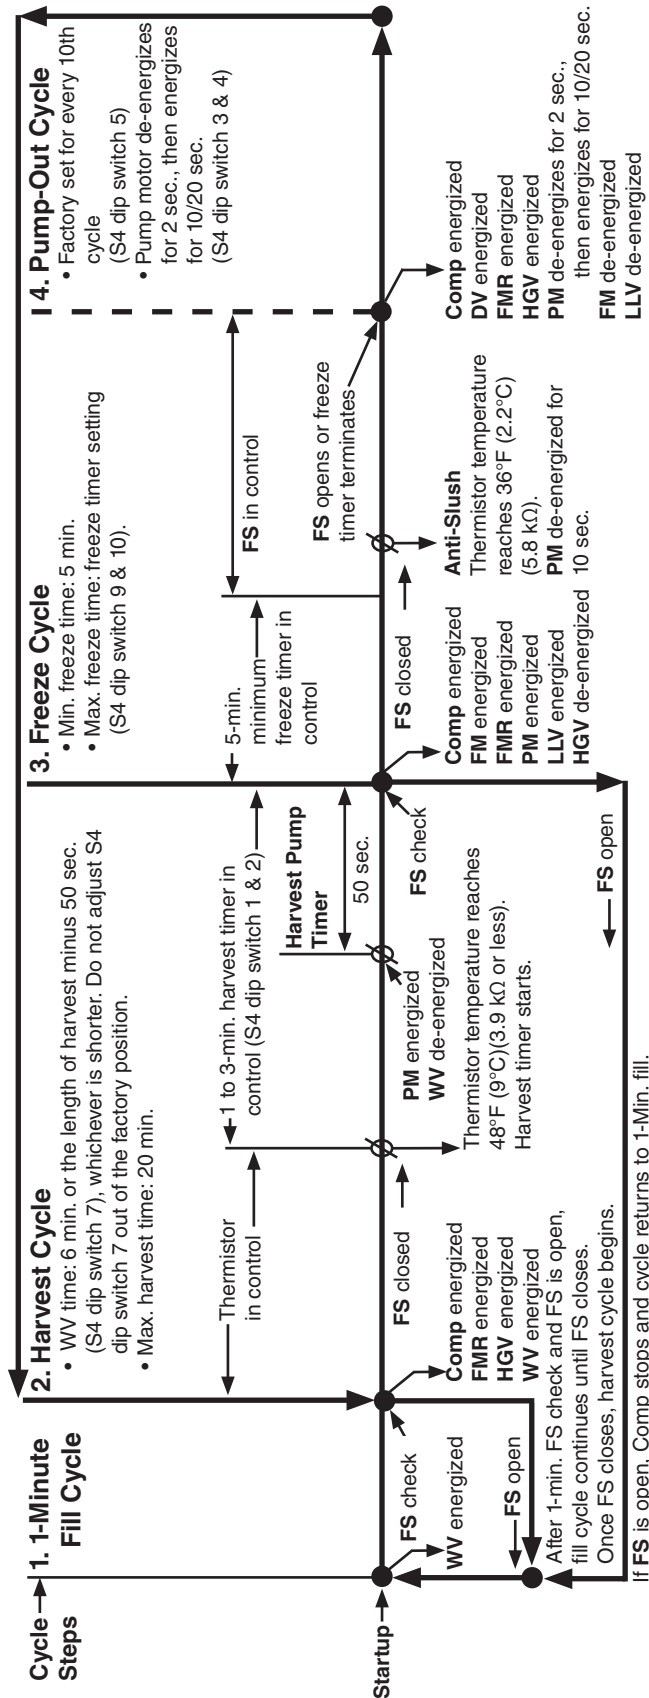 Cycle
Steps
1. 1-Minute
Fill Cycle
2. Harvest Cycle
• WV time: 6 min. or the length of harvest minus 50 sec.
(S4 dip switch 7), whichever is shorter. Do not adjust S4
dip switch 7 out of the factory position.
• Max. harvest time: 20 min.
3. Freeze Cycle
• Min. freeze time: 5 min.
• Max. freeze time: freeze timer setting
(S4 dip switch 9 & 10).
4. Pump-Out Cycle
• Factory set for every 10th
cycle
(S4 dip switch 5)
• Pump motor de-energizes
for 2 sec., then energizes
for 10/20 sec.
(S4 dip switch 3 & 4)
Thermistor
in control
1 to 3-min. harvest timer in
control (S4 dip switch 1 & 2)
Harvest Pump
Timer
50 sec.
5-min.
minimum
freeze timer in
control
FS in control
FS opens or freeze
timer terminates
Startup
FS check
WV energized
FS open
FS closed
Comp energized
FMR energized
HGV energized
WV energized
After 1-min. FS check and FS is open,
fill cycle continues until FS closes.
Once FS closes, harvest cycle begins.
PM energized
WV de-energized
Thermistor temperature reaches
48°F (9°C)(3.9 kΩ or less).
Harvest timer starts.
FS check
FS open
FS closed
Comp energized
FM energized
FMR energized
PM energized
LLV energized
HGV de-energized
Anti-Slush
Thermistor temperature
reaches 36°F (2.2°C)
(5.8 kΩ).
PM de-energized for
10 sec.
Comp energized
DV energized
FMR energized
HGV energized
PM de-energizes for 2 sec.,
then energizes for 10/20 sec.
FM de-energized
LLV de-energized
If FS is open, Comp stops and cycle returns to 1-Min. fill.